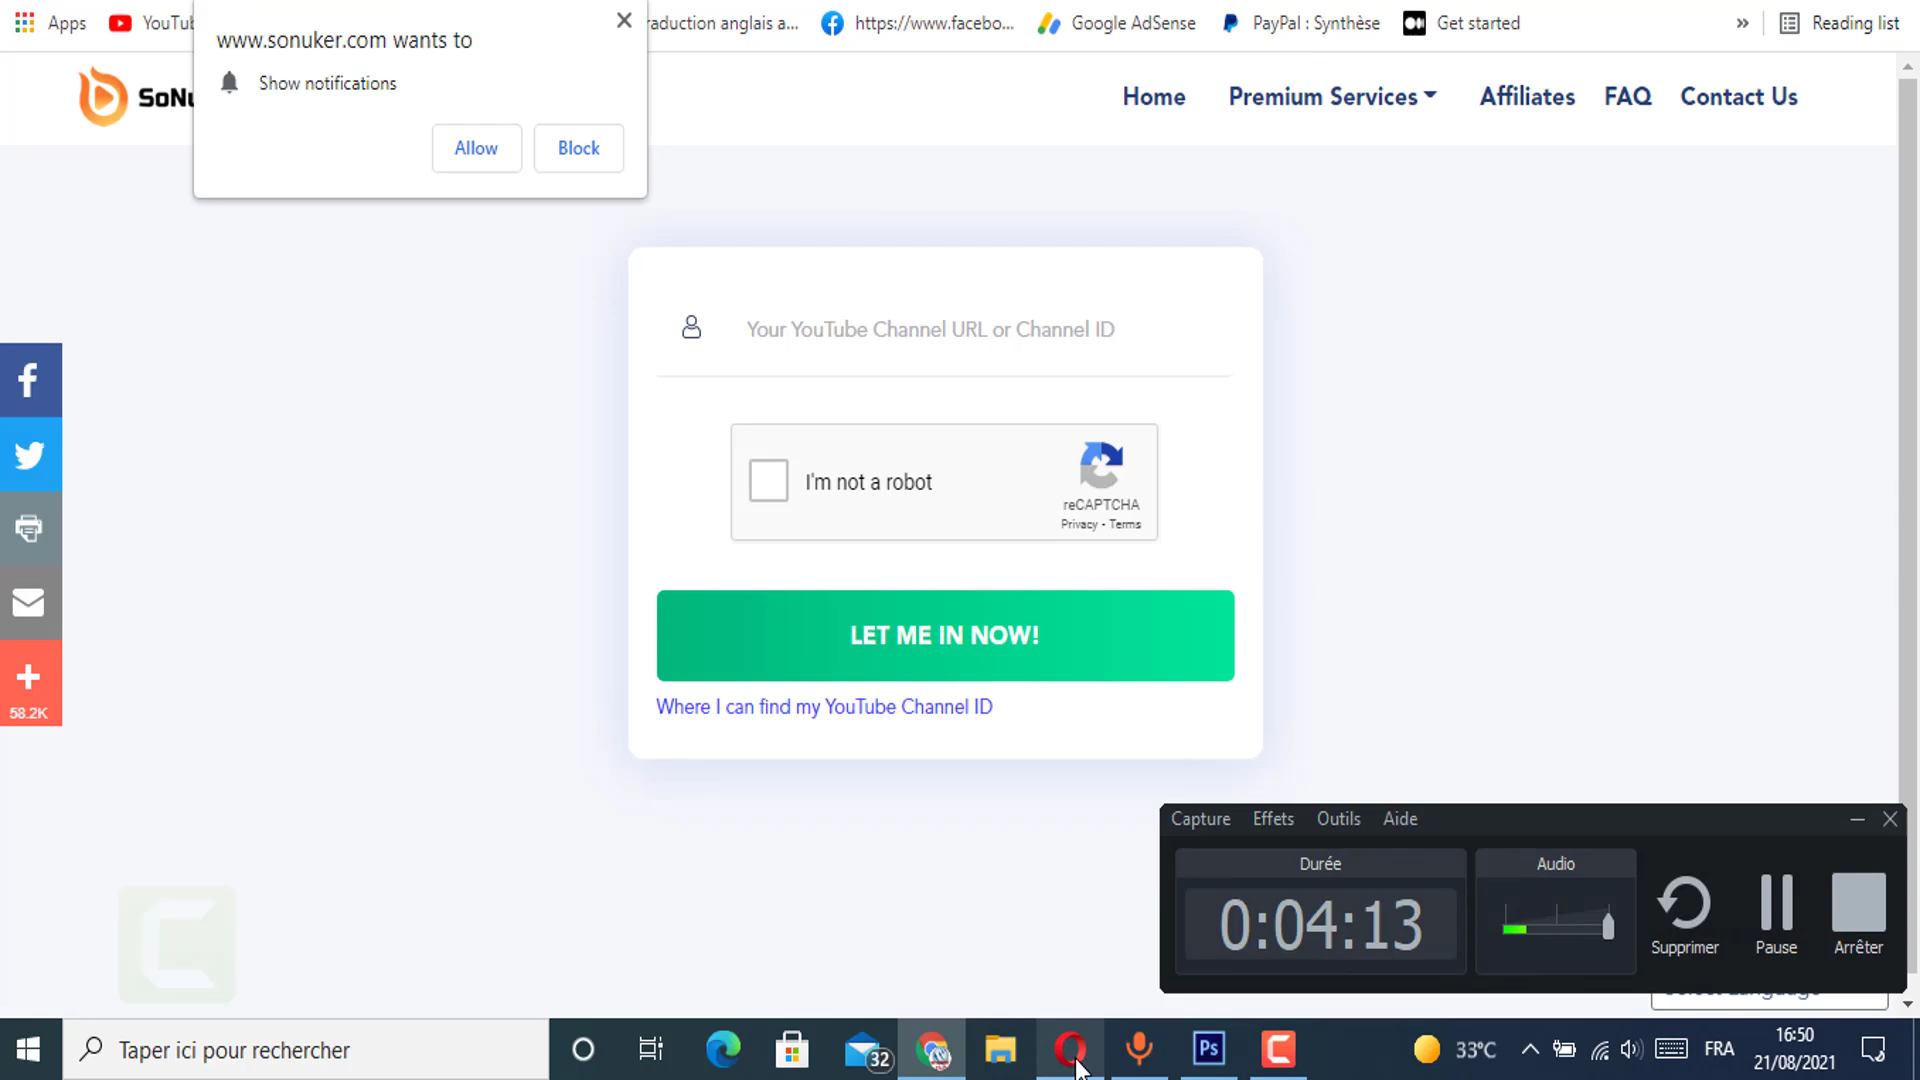 Apps
www.sonuker.com wants to
Show notifications
Allow
Block
raduction anglais a...
https://www.facebo...
Google AdSense
PayPal : Synthèse
Get started
»
Reading list
Home
Premium Services
Affiliates
FAQ
Contact Us
Your YouTube Channel URL or Channel ID
I'm not a robot
reCAPTCHA
Privacy - Terms
LET ME IN NOW!
Where I can find my YouTube Channel ID
58.2K
Capture
Effets
Outils
Aide
Durée
0:04:13
Audio
Supprimer
Pause
Arrêter
Taper ici pour rechercher
32
Ps
33°C
FRA
16:50
21/08/2021